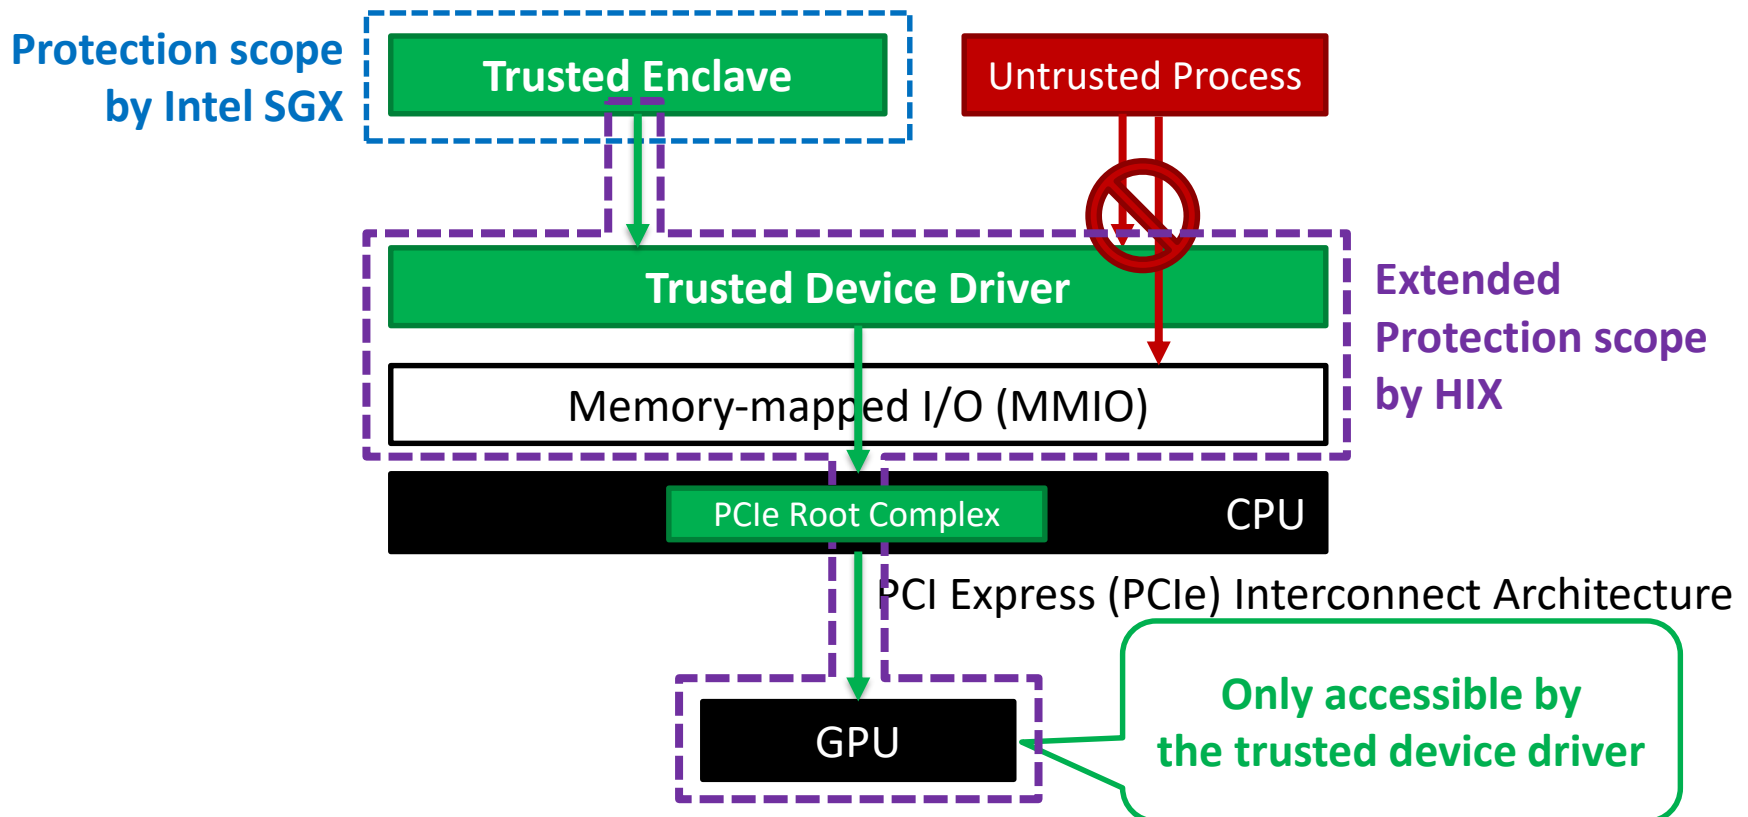 Protection scope
by Intel SGX
Trusted Enclave
Untrusted Process
Trusted Device Driver
Extended
Protection scope
by HIX
Memory-mapped I/O (MMIO)
PCIe Root Complex
CPU
PCI Express (PCIe) Interconnect Architecture
GPU
Only accessible by
the trusted device driver